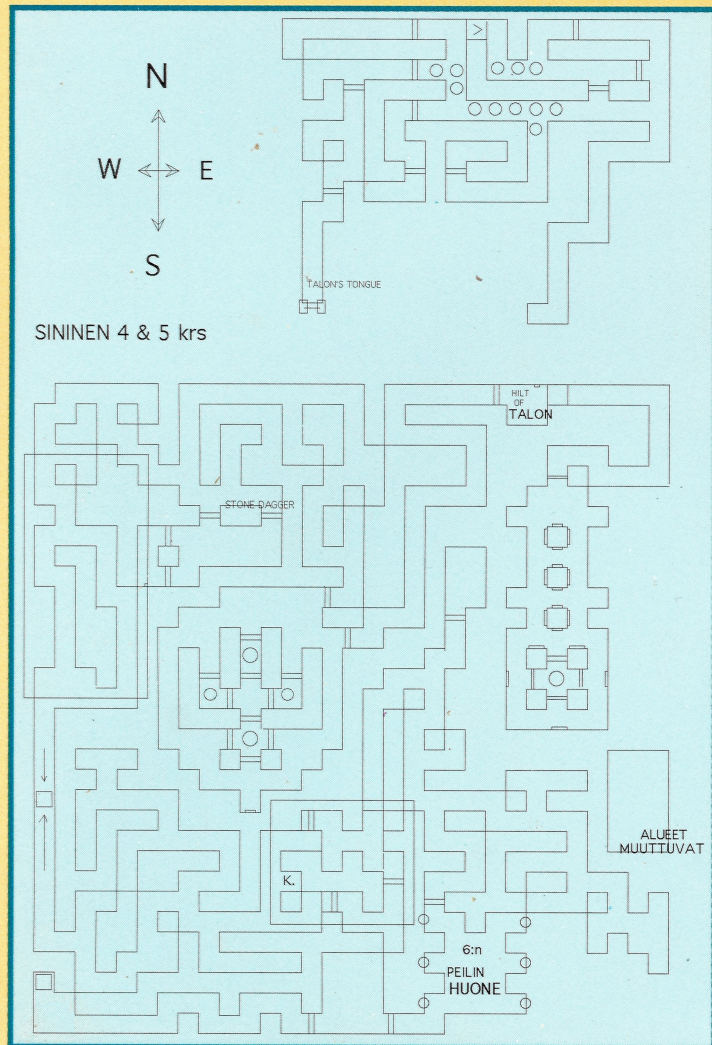 N
W E
S
TALON'S TONGUE
SININEN 4 & 5 krs
HILT
OF
TALON
STONE DAGGER
ALUEET
MUUTTUVAT
K.
6:n
PEILIN
HUONE